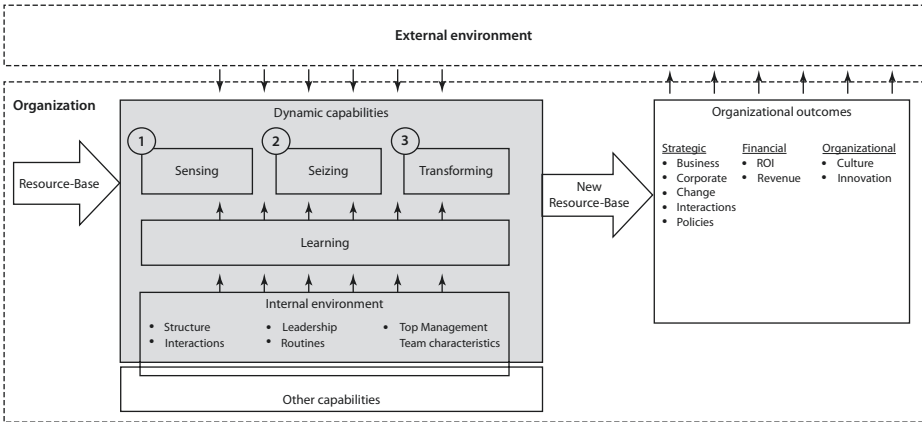 External environment
Organization
Resource-Base
Dynamic capabilities
1
Sensing
2
Seizing
3
Transforming
Learning
Internal environment
• Structure
• Interactions
• Leadership
• Routines
• Top Management
Team characteristics
Other capabilities
New
Resource-Base
Organizational outcomes
Strategic
• Business
• Corporate
• Change
• Interactions
• Policies
Financial
• ROI
• Revenue
Organizational
• Culture
• Innovation